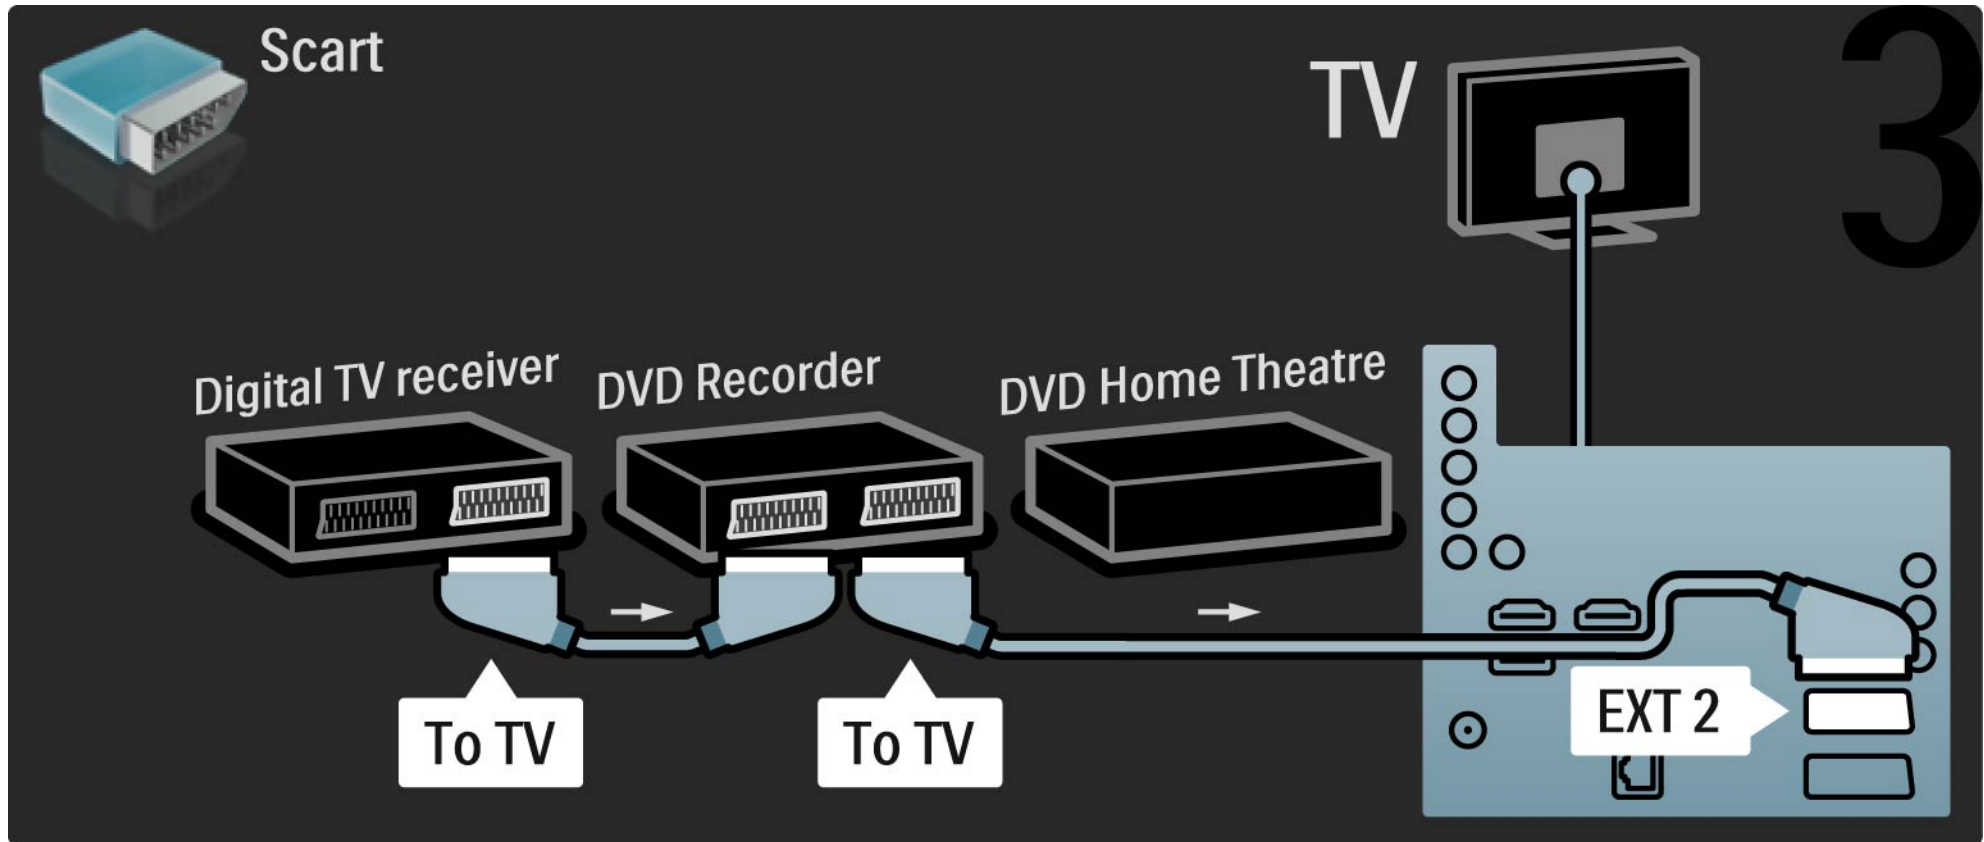 Scart
TV
3
Digital TV receiver
DVD Recorder
DVD Home Theatre
To TV
To TV
EXT 2